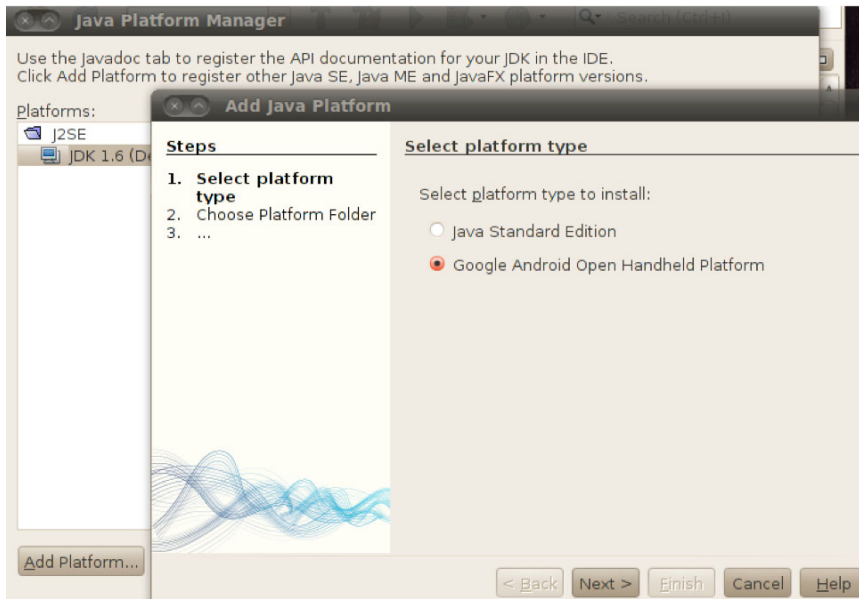 Java Platform Manager
Search (Ctrl+I)
Use the Javadoc tab to register the API documentation for your JDK in the IDE.
Click Add Platform to register other Java SE, Java ME and JavaFX platform versions.
Platforms:
J2SE
JDK 1.6
Add Java Platform
Steps
1. Select platform
type
2. Choose Platform Folder
3. ...
Select platform type
Select platform type to install:
Java Standard Edition
Google Android Open Handheld Platform
Add Platform...
< Back
Next >
Finish
Cancel
Help